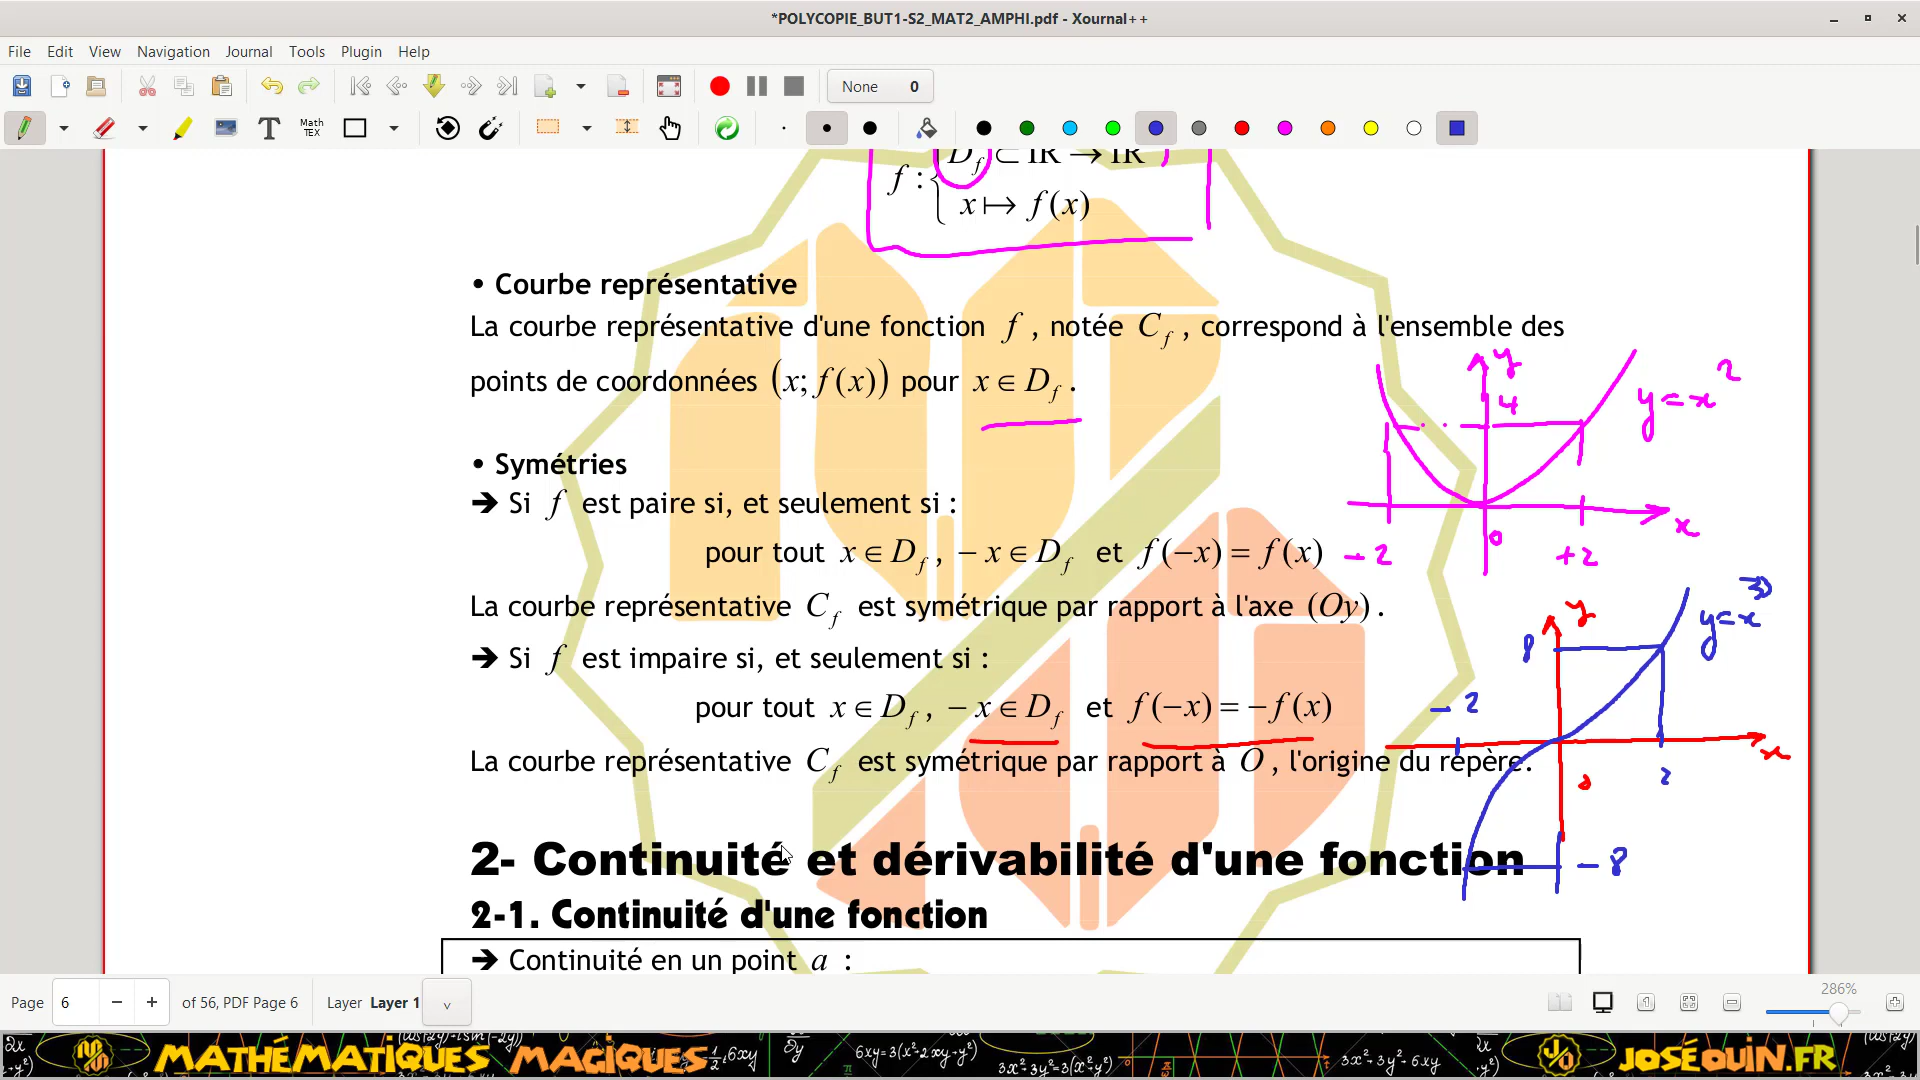 *POLYCOPIE_BUT1-S2_MAT2_AMPHI.pdf - Xournal++
File Edit View Navigation Journal Tools Plugin Help
None 0
T Math TEX
f : { D_f ⊂ IR → IR
x ↦ f(x)
• Courbe représentative
La courbe représentative d'une fonction f , notée C_f , correspond à l'ensemble des
points de coordonnées (x; f(x)) pour x ∈ D_f .
y
4
y = x²
x
0
-2
+2
• Symétries
➔ Si f est paire si, et seulement si :
pour tout x ∈ D_f , − x ∈ D_f et f(−x) = f(x)
La courbe représentative C_f est symétrique par rapport à l'axe (Oy) .
➔ Si f est impaire si, et seulement si :
pour tout x ∈ D_f , − x ∈ D_f et f(−x) = − f(x)
La courbe représentative C_f est symétrique par rapport à O , l'origine du repère.
y
8
y = x³
-2
x
2
-8
2- Continuité et dérivabilité d'une fonction
2-1. Continuité d'une fonction
➔ Continuité en un point a :
Page 6 of 56, PDF Page 6 Layer Layer 1
286%
MATHÉMATIQUES MAGIQUES
JOSÉOUIN.FR